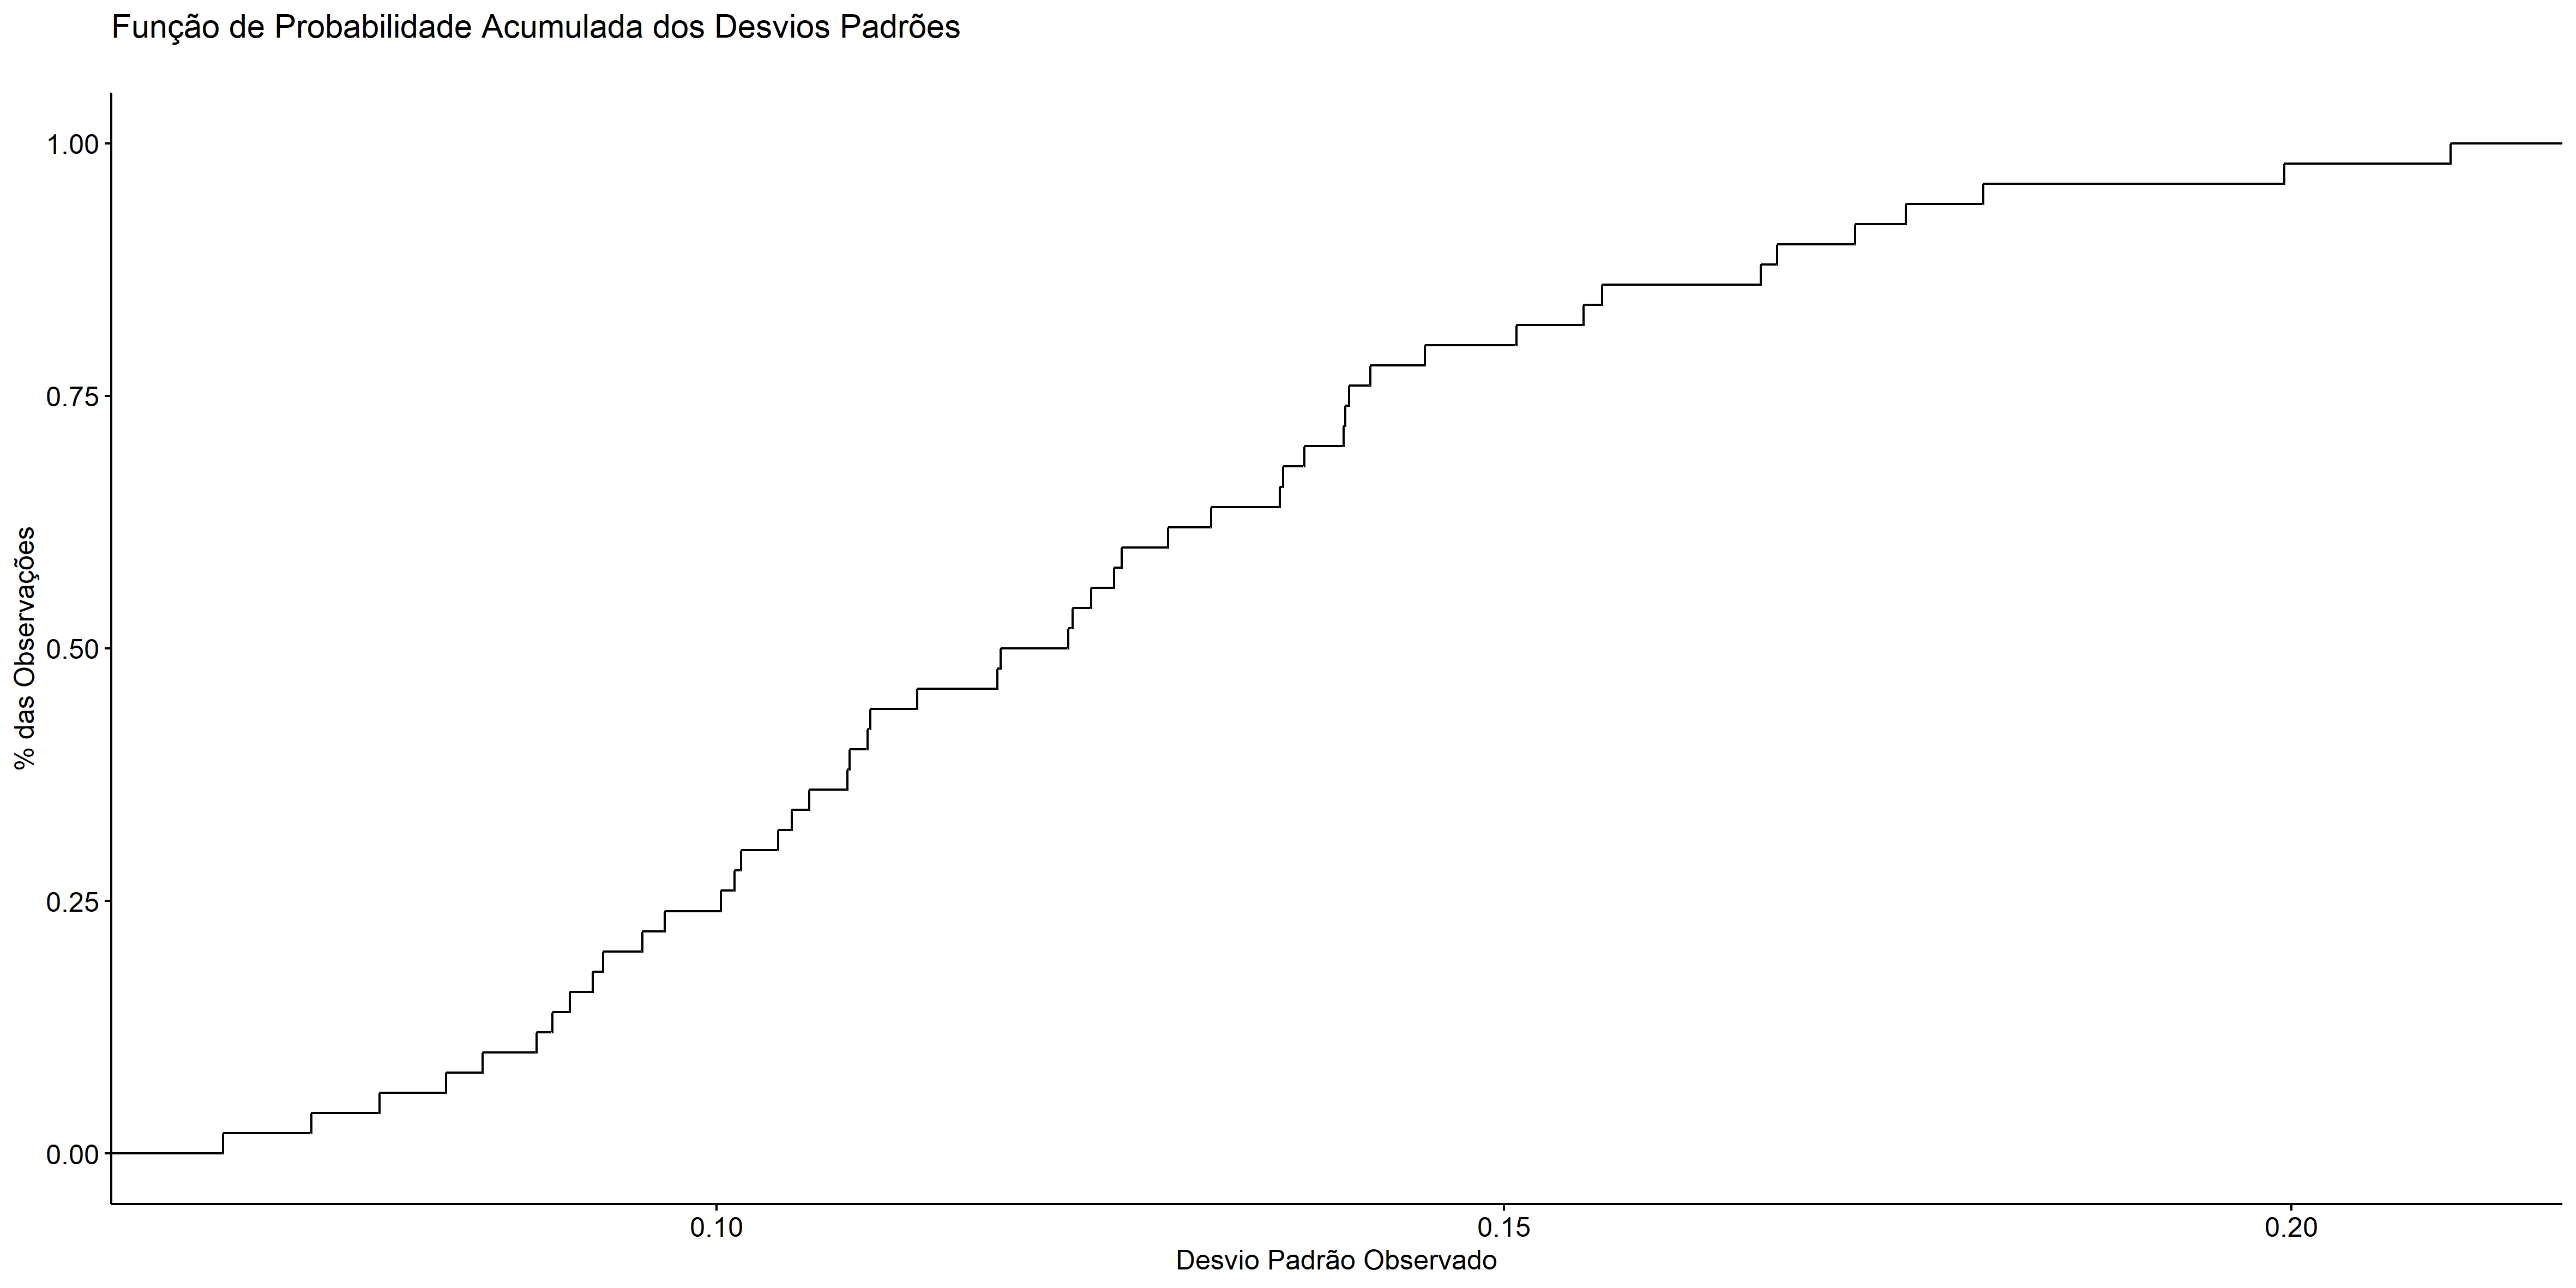 Função de Probabilidade Acumulada dos Desvios Padrões
1.00
0.75
0.50
0.25
0.00
% das Observações
0.10
0.15
0.20
Desvio Padrão Observado